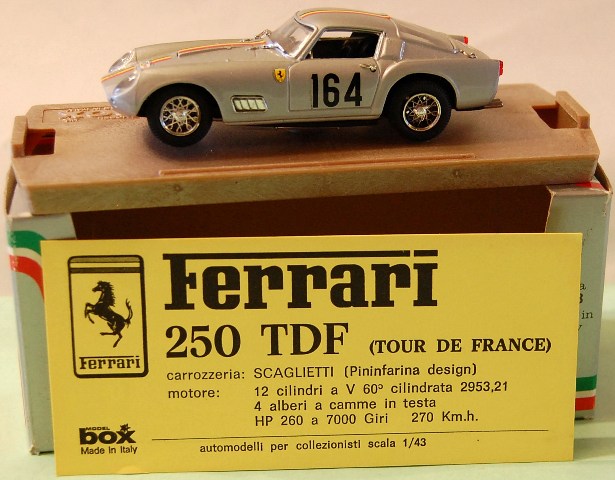 164
Ferrari
250 TDF (TOUR DE FRANCE)
Ferrari
carrozzeria: SCAGLIETTI (Pininfarina design)
motore: 12 cilindri a V 60° cilindrata 2953,21
4 alberi a camme in testa
HP 260 a 7000 Giri 270 Km.h.
MODEL
box
Made in Italy
automodelli per collezionisti scala 1/43